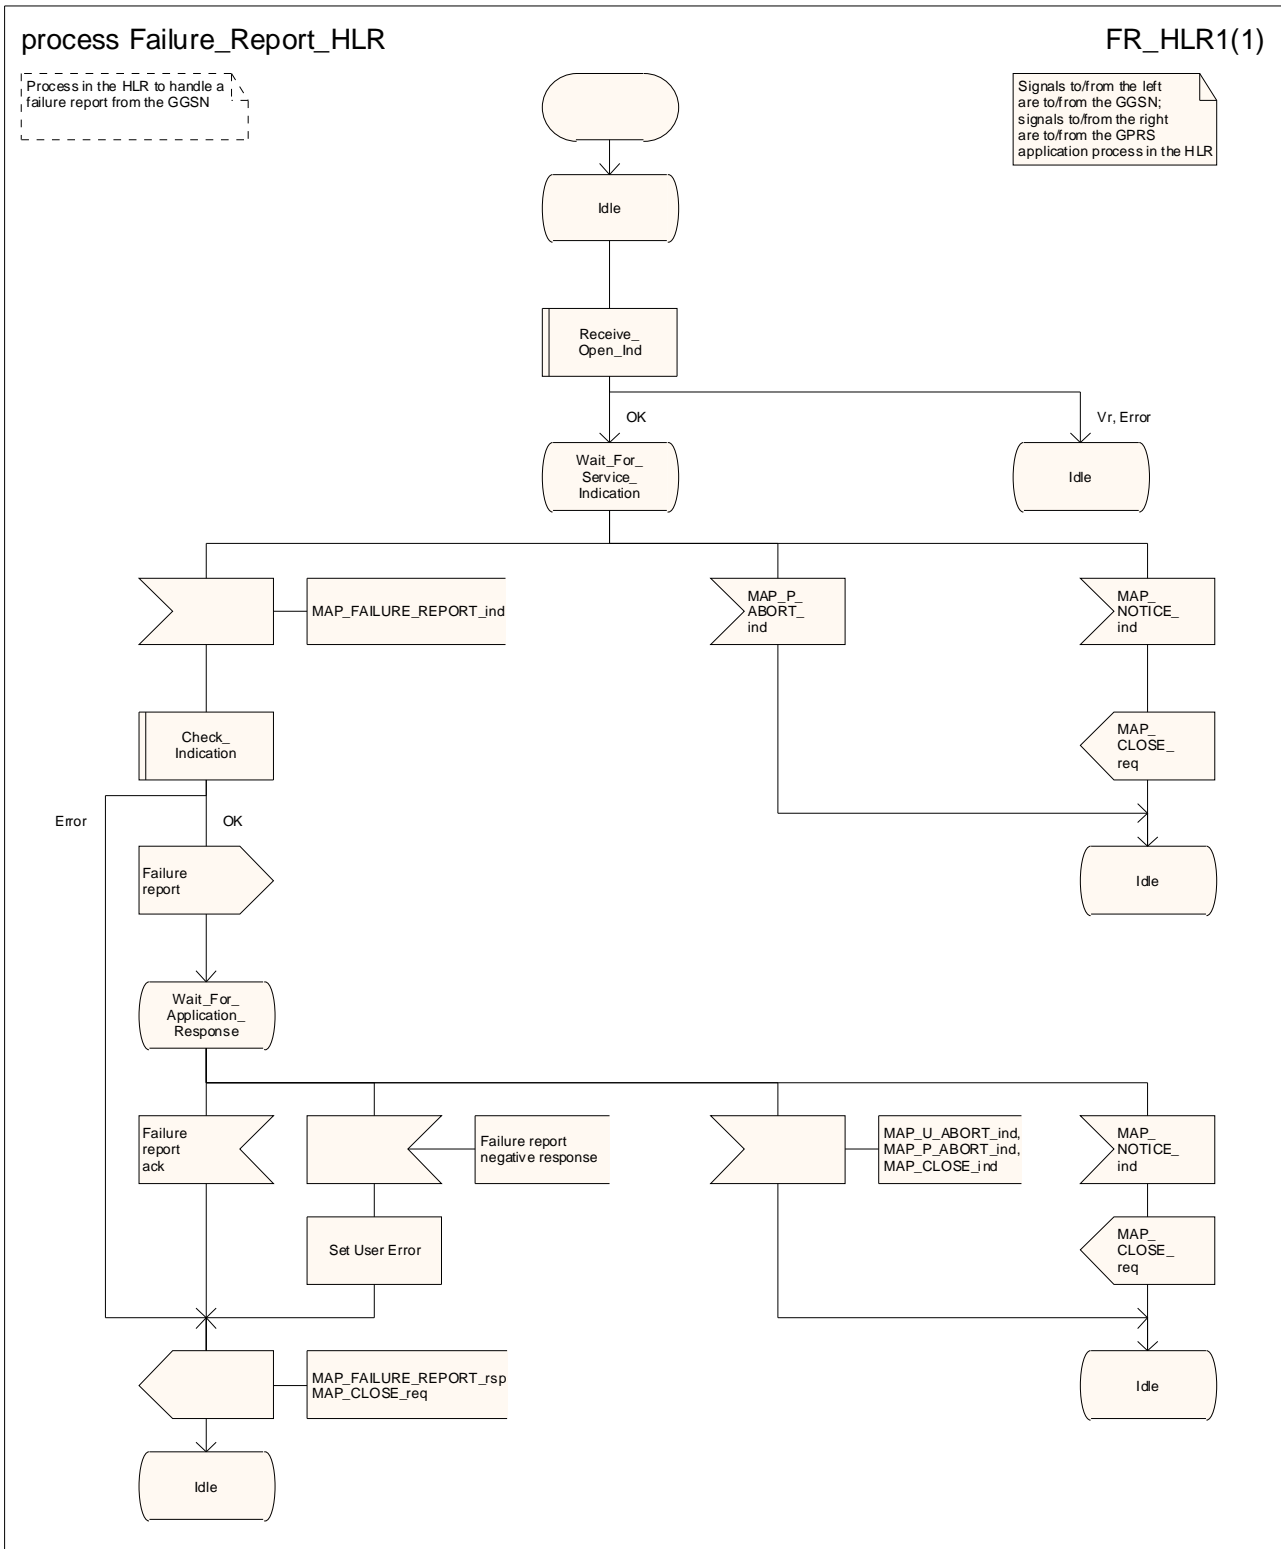 process Failure_Report_HLR
FR_HLR1(1)
Process in the HLR to handle a
failure report from the GGSN
Signals to/from the left
are to/from the GGSN;
signals to/from the right
are to/from the GPRS
application process in the HLR
Idle
Receive_
Open_Ind
OK
Vr, Error
Wait_For_
Service_
Indication
Idle
MAP_FAILURE_REPORT_ind
MAP_P_
ABORT_
ind
MAP_
NOTICE_
ind
Check_
Indication
MAP_
CLOSE_
req
Error
OK
Failure
report
Idle
Wait_For_
Application_
Response
Failure
report
ack
Failure report
negative response
MAP_U_ABORT_ind,
MAP_P_ABORT_ind,
MAP_CLOSE_ind
MAP_
NOTICE_
ind
Set User Error
MAP_
CLOSE_
req
MAP_FAILURE_REPORT_rsp
MAP_CLOSE_req
Idle
Idle